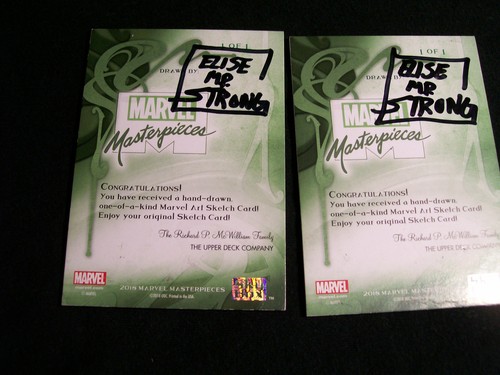 1 OF 1
DRAWN BY
ELISE
MR
STRONG
MARVEL
Masterpieces
CONGRATULATIONS!
You have received a hand-drawn,
one-of-a-kind Marvel Art Sketch Card!
Enjoy your original Sketch Card!
The Richard P. McWilliam Family
THE UPPER DECK COMPANY
MARVEL
2018 MARVEL MASTERPIECES
1 OF 1
DRAWN BY
ELISE
MR
STRONG
MARVEL
Masterpieces
CONGRATULATIONS!
You have received a hand-drawn,
one-of-a-kind Marvel Art Sketch Card!
Enjoy your original Sketch Card!
The Richard P. McWilliam Family
THE UPPER DECK COMPANY
MARVEL
2018 MARVEL MASTERPIECES